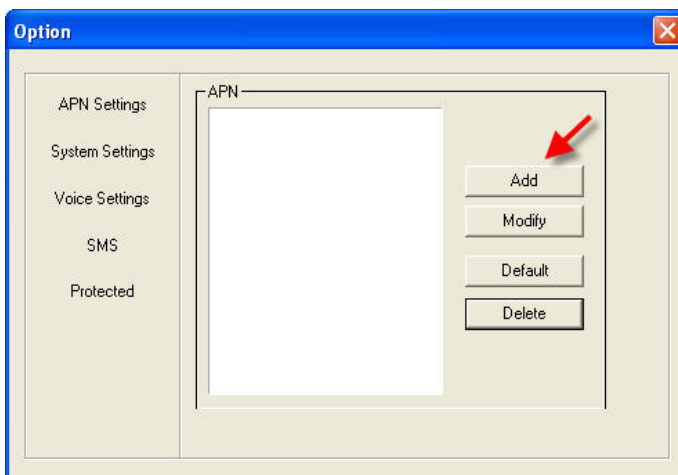 Option
APN Settings
System Settings
Voice Settings
SMS
Protected
APN
Add
Modify
Default
Delete